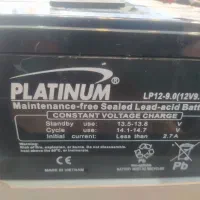 LP12-9.0(12V9.
PLATINUM®
Maintenance-free Sealed Lead-acid Batt
CONSTANT VOLTAGE CHARGE
Standby use: 13.5-13.8 V
Cycle use: 14.1-14.7 V
Initial current: Less than 2.7A
Pb